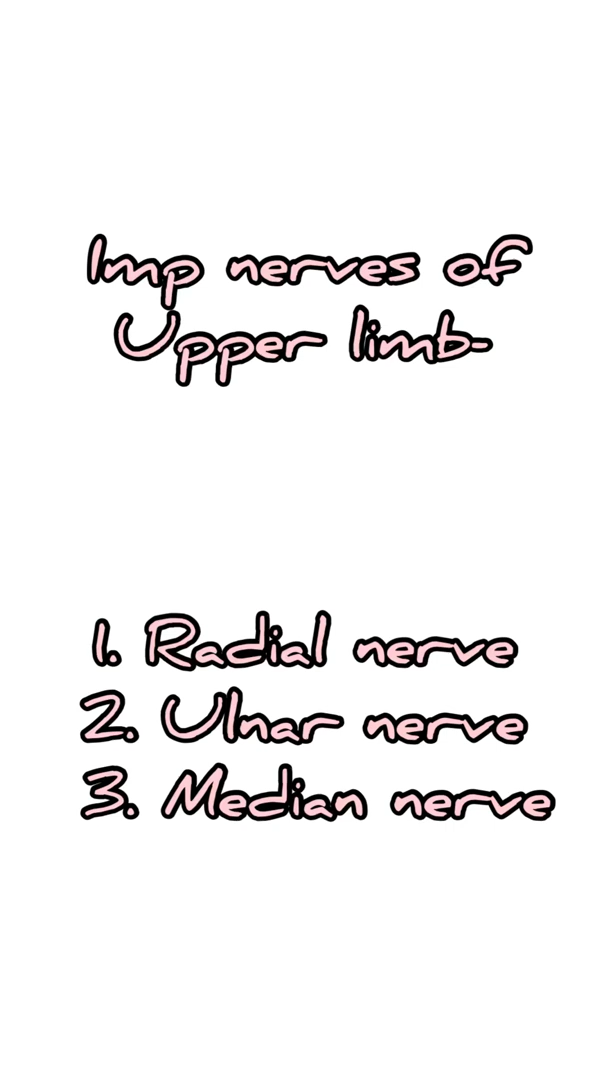 Imp nerves of
Upper limb-
1. Radial nerve
2. Ulnar nerve
3. Median nerve